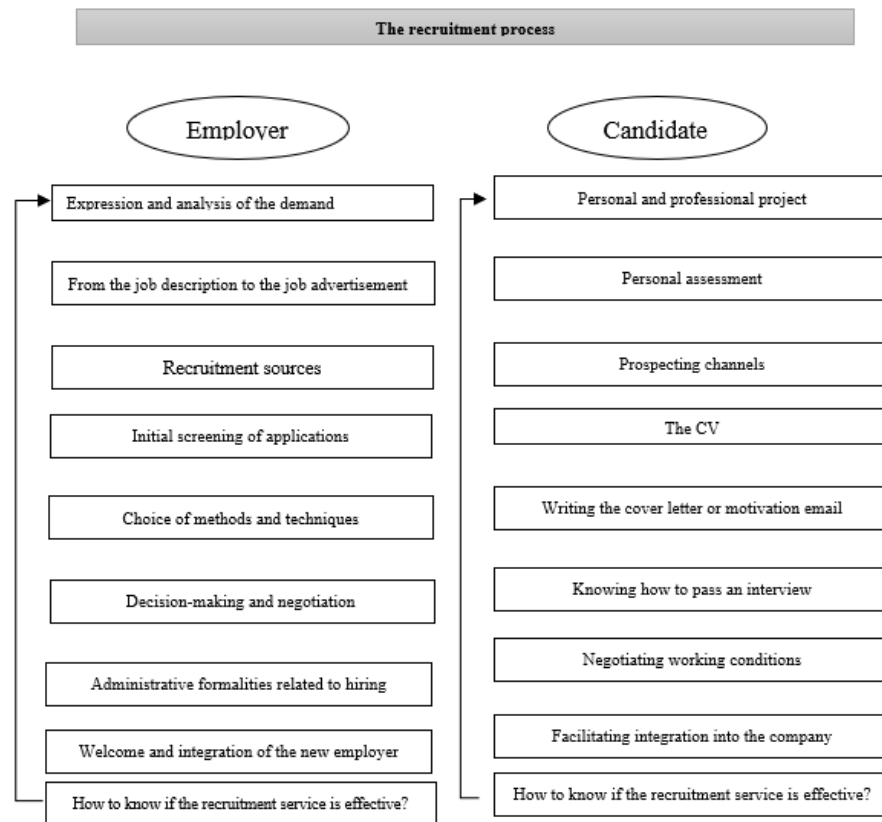 The recruitment process
Employer
Candidate
Expression and analysis of the demand
From the job description to the job advertisement
Recruitment sources
Initial screening of applications
Choice of methods and techniques
Decision-making and negotiation
Administrative formalities related to hiring
Welcome and integration of the new employer
How to know if the recruitment service is effective?
Personal and professional project
Personal assessment
Prospecting channels
The CV
Writing the cover letter or motivation email
Knowing how to pass an interview
Negotiating working conditions
Facilitating integration into the company
How to know if the recruitment service is effective?